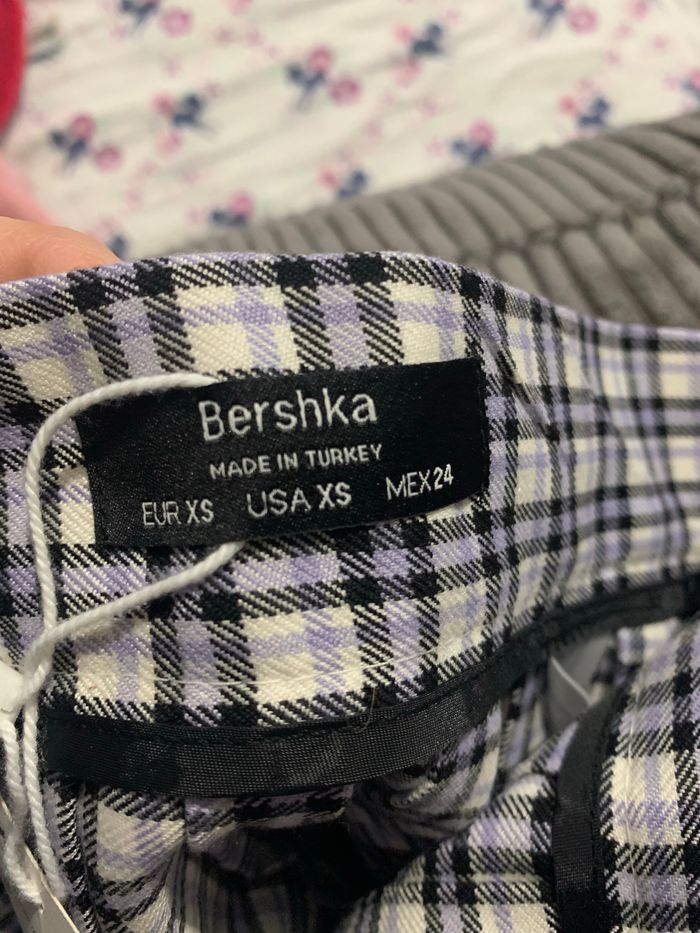 Bershka
MADE IN TURKEY
EUR XS USA XS MEX 24